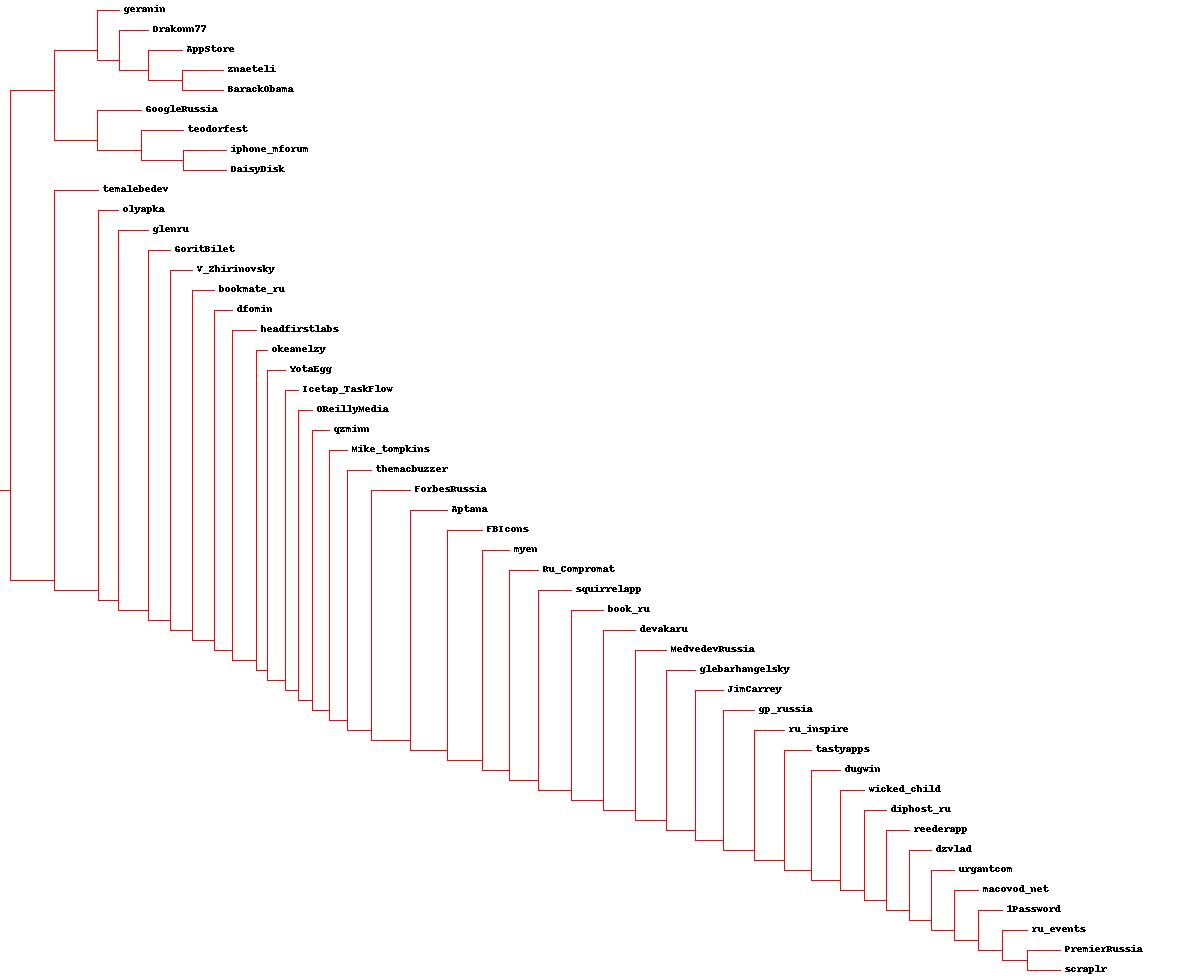 geranin
Drakonn77
AppStore
znaeteli
BarackObama
GoogleRussia
teodorfest
iphone_mforum
DaisyDisk
temalebedev
olyapka
glenru
GoritBilet
V_Zhirinovsky
bookmate_ru
dfomin
headfirstlabs
okeanelzy
YotaEgg
Icetap_TaskFlow
OReillyMedia
qzminn
Mike_tompkins
themacbuzzer
ForbesRussia
Aptana
FBIcons
myen
Ru_Compromat
squirrelapp
book_ru
devakaru
MedvedevRussia
glebarhangelsky
JimCarrey
gp_russia
ru_inspire
tastyapps
dugwin
wicked_child
diphost_ru
reederapp
dzvlad
urgantcom
macovod_net
1Password
ru_events
PremierRussia
scraplr